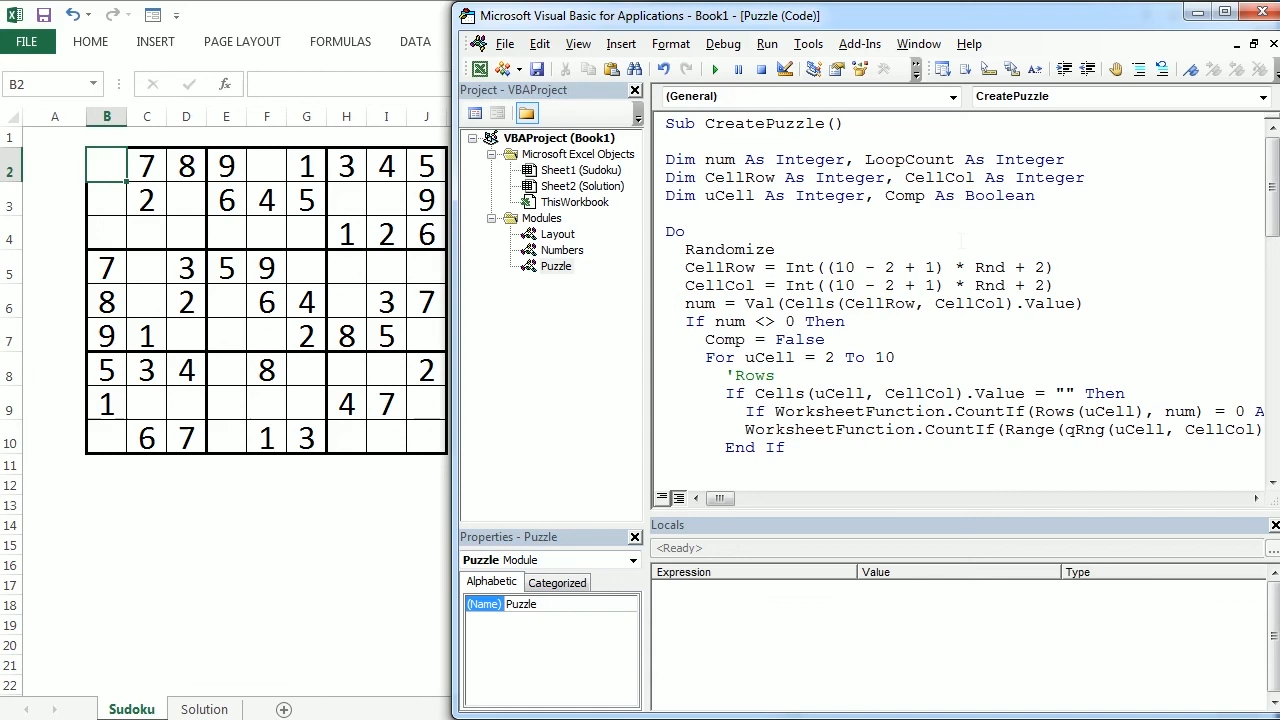 FILE HOME INSERT PAGE LAYOUT FORMULAS DATA
B2
fx
A B C D E F G H I J
1
2 7 8 9 1 3 4 5
3 2 6 4 5 9
4 1 2 6
5 7 3 5 9
6 8 2 6 4 3 7
7 9 1 2 8 5
8 5 3 4 8 2
9 1 4 7
10 6 7 1 3
11
12
13
14
15
16
17
18
19
20
21
22
Sudoku Solution
Microsoft Visual Basic for Applications - Book1 - [Puzzle (Code)]
File Edit View Insert Format Debug Run Tools Add-Ins Window Help
Project - VBAProject
VBAProject (Book1)
Microsoft Excel Objects
Sheet1 (Sudoku)
Sheet2 (Solution)
ThisWorkbook
Modules
Layout
Numbers
Puzzle
Properties - Puzzle
Puzzle Module
Alphabetic Categorized
(Name) Puzzle
(General) CreatePuzzle
Sub CreatePuzzle()
Dim num As Integer, LoopCount As Integer
Dim CellRow As Integer, CellCol As Integer
Dim uCell As Integer, Comp As Boolean
Do
Randomize
CellRow = Int((10 - 2 + 1) * Rnd + 2)
CellCol = Int((10 - 2 + 1) * Rnd + 2)
num = Val(Cells(CellRow, CellCol).Value)
If num <> 0 Then
Comp = False
For uCell = 2 To 10
'Rows
If Cells(uCell, CellCol).Value = "" Then
If WorksheetFunction.CountIf(Rows(uCell), num) = 0 A
WorksheetFunction.CountIf(Range(qRng(uCell, CellCol)
End If
Locals
<Ready>
Expression Value Type